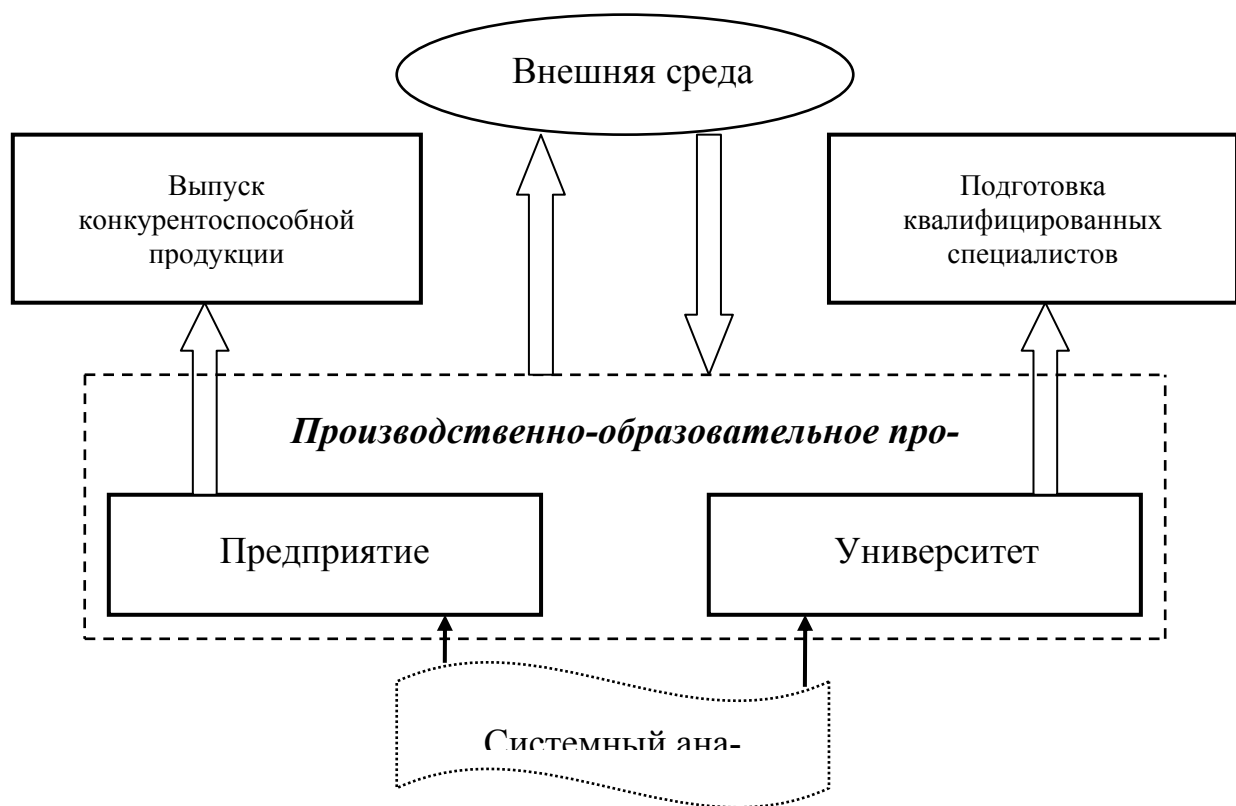 Внешняя среда
Выпуск
конкурентоспособной
продукции
Подготовка
квалифицированных
специалистов
Производственно-образовательное про-
Предприятие
Университет
Системный ана-